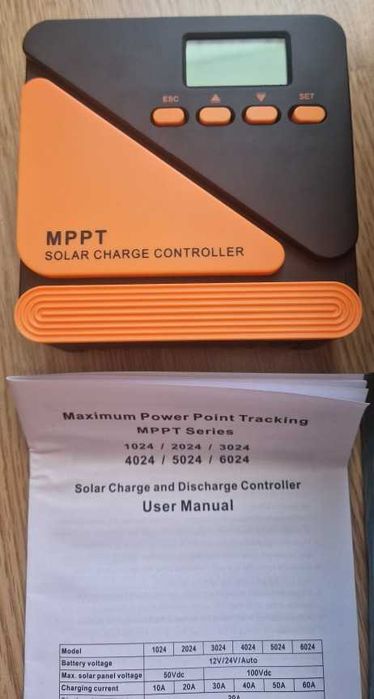 ESC ▲ ▼ SET
MPPT
SOLAR CHARGE CONTROLLER
Maximum Power Point Tracking
MPPT Series
1024 / 2024 / 3024
4024 / 5024 / 6024
Solar Charge and Discharge Controller
User Manual
Model 1024 2024 3024 4024 5024 6024
Battery voltage 12V/24V/Auto
Max. solar panel voltage 50Vdc 100Vdc
Charging current 10A 20A 30A 40A 50A 60A
20A